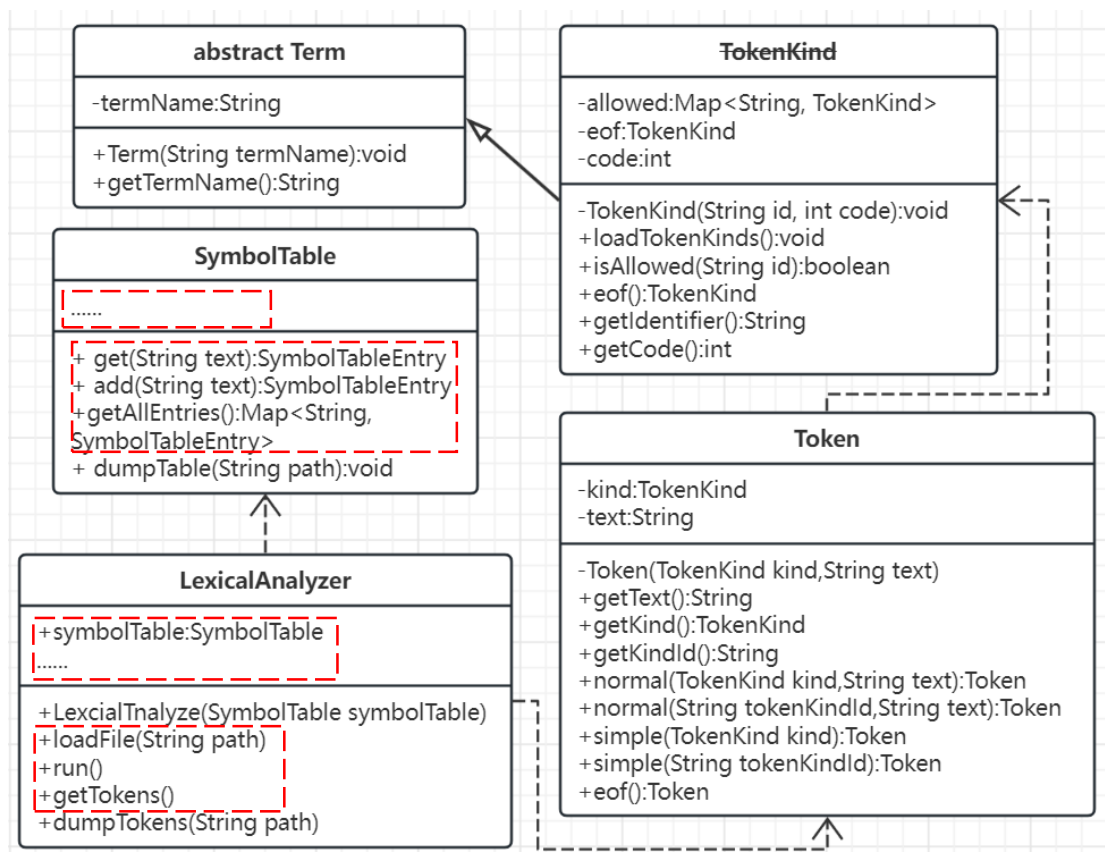 abstract Term
-termName:String
+Term(String termName):void
+getTermName():String
TokenKind
-allowed:Map<String, TokenKind>
-eof:TokenKind
-code:int
-TokenKind(String id, int code):void
+loadTokenKinds():void
+isAllowed(String id):boolean
+eof():TokenKind
+getIdentifier():String
+getCode():int
SymbolTable
......
+ get(String text):SymbolTableEntry
+ add(String text):SymbolTableEntry
+getAllEntries():Map<String,
SymbolTableEntry>
+ dumpTable(String path):void
Token
-kind:TokenKind
-text:String
-Token(TokenKind kind,String text)
+getText():String
+getKind():TokenKind
+getKindId():String
+normal(TokenKind kind,String text):Token
+normal(String tokenKindId,String text):Token
+simple(TokenKind kind):Token
+simple(String tokenKindId):Token
+eof():Token
LexicalAnalyzer
+symbolTable:SymbolTable
......
+LexcialTnalyze(SymbolTable symbolTable)
+loadFile(String path)
+run()
+getTokens()
+dumpTokens(String path)